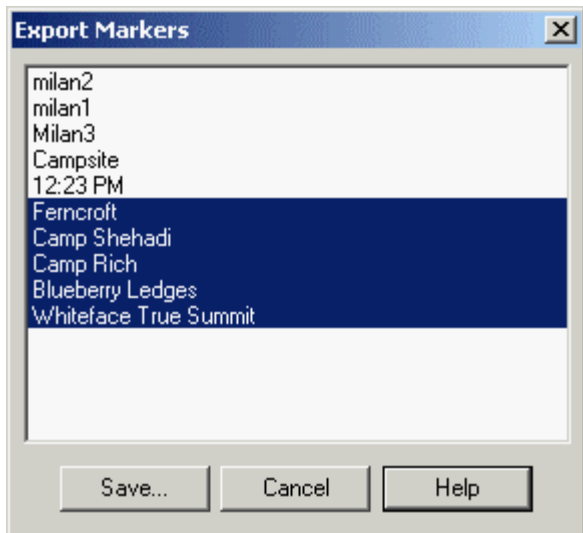 Export Markers
milan2
milan1
Milan3
Campsite
12:23 PM
Ferncroft
Camp Shehadi
Camp Rich
Blueberry Ledges
Whiteface True Summit
Save... Cancel Help